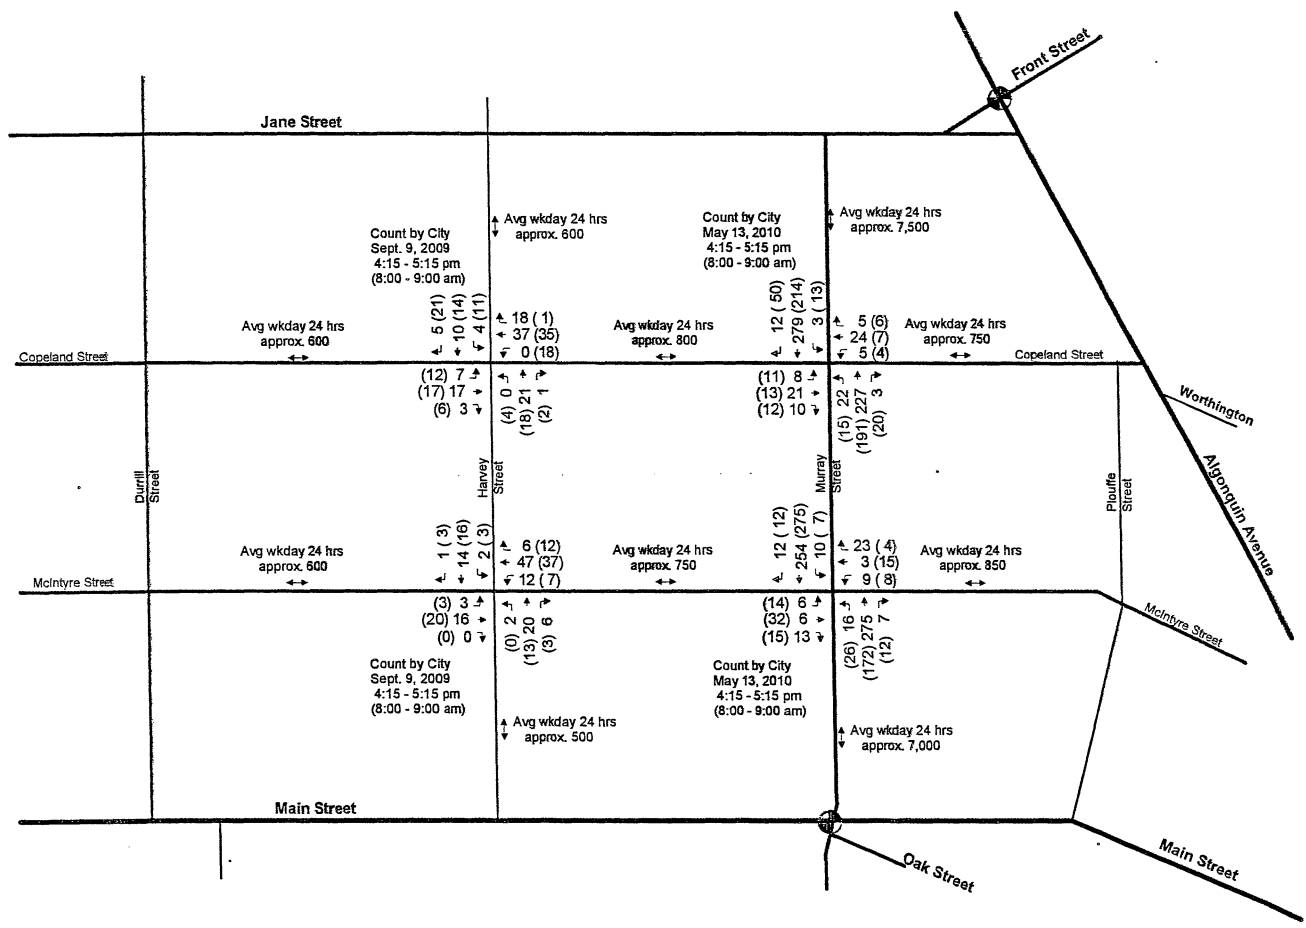 Front Street
Jane Street
Avg wkday 24 hrs
approx. 600
Count by City
Sept. 9, 2009
4:15 - 5:15 pm
(8:00 - 9:00 am)
Count by City
May 13, 2010
4:15 - 5:15 pm
(8:00 - 9:00 am)
Avg wkday 24 hrs
approx. 7,500
5 (21)
10 (14)
4 (11)
18 ( 1)
37 (35)
0 (18)
12 ( 50)
279 (214)
3 ( 13)
5 (6)
24 (7)
5 (4)
Avg wkday 24 hrs
approx. 600
Avg wkday 24 hrs
approx. 800
Avg wkday 24 hrs
approx. 750
Copeland Street
Copeland Street
(12) 7
(17) 17
(6) 3
(4) 0
(18) 21
(2) 1
(11) 8
(13) 21
(12) 10
(15) 22
(191) 227
(20) 3
Worthington
Algonquin Avenue
Durrill
Street
Harvey
Street
Murray
Street
Plouffe
Street
1 ( 3)
14 (16)
2 ( 3)
6 (12)
47 (37)
12 ( 7)
12 ( 12)
254 (275)
10 ( 7)
23 ( 4)
3 (15)
9 ( 8)
Avg wkday 24 hrs
approx. 600
Avg wkday 24 hrs
approx. 750
Avg wkday 24 hrs
approx. 850
McIntyre Street
McIntyre Street
(3) 3
(20) 16
(0) 0
(0) 2
(13) 20
(3) 6
(14) 6
(32) 6
(15) 13
(26) 16
(172) 275
(12) 7
Count by City
Sept. 9, 2009
4:15 - 5:15 pm
(8:00 - 9:00 am)
Count by City
May 13, 2010
4:15 - 5:15 pm
(8:00 - 9:00 am)
Avg wkday 24 hrs
approx. 500
Avg wkday 24 hrs
approx. 7,000
Main Street
Oak Street
Main Street